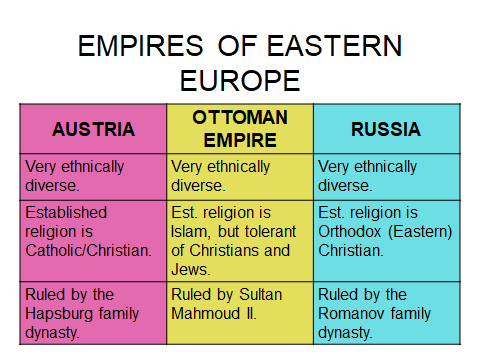 EMPIRES OF EASTERN
EUROPE
AUSTRIA
OTTOMAN
EMPIRE
RUSSIA
Very ethnically
diverse.
Very ethnically
diverse.
Very ethnically
diverse.
Established
religion is
Catholic/Christian.
Est. religion is
Islam, but tolerant
of Christians and
Jews.
Est. religion is
Orthodox (Eastern)
Christian.
Ruled by the
Hapsburg family
dynasty.
Ruled by Sultan
Mahmoud II.
Ruled by the
Romanov family
dynasty.